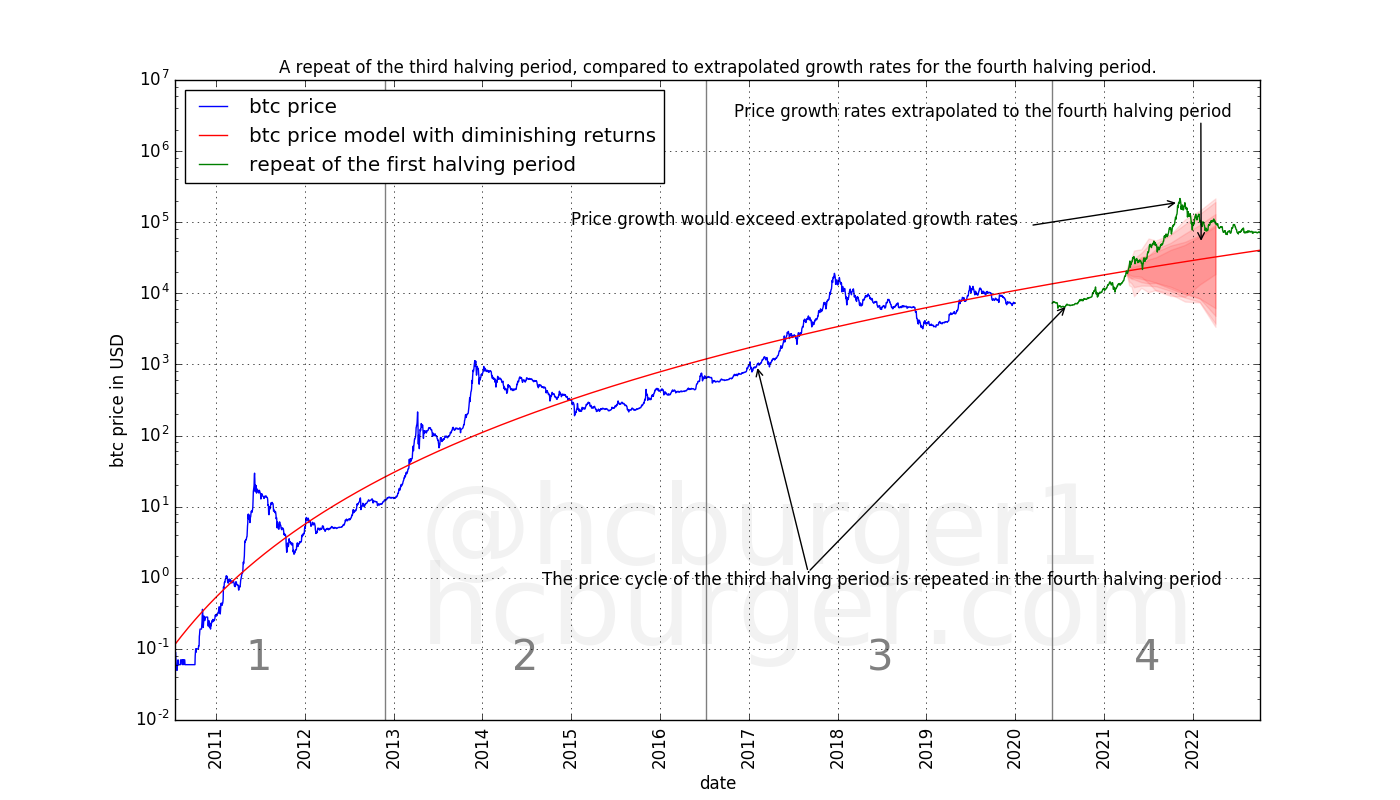 A repeat of the third halving period, compared to extrapolated growth rates for the fourth halving period.
10^7
btc price
btc price model with diminishing returns
repeat of the first halving period
Price growth rates extrapolated to the fourth halving period
10^6
Price growth would exceed extrapolated growth rates
10^5
10^4
10^3
btc price in USD
10^2
10^1
@hcburger1
The price cycle of the third halving period is repeated in the fourth halving period
10^0
hcburger.com
10^-1
1 2 3 4
10^-2
2011 2012 2013 2014 2015 2016 2017 2018 2019 2020 2021 2022
date